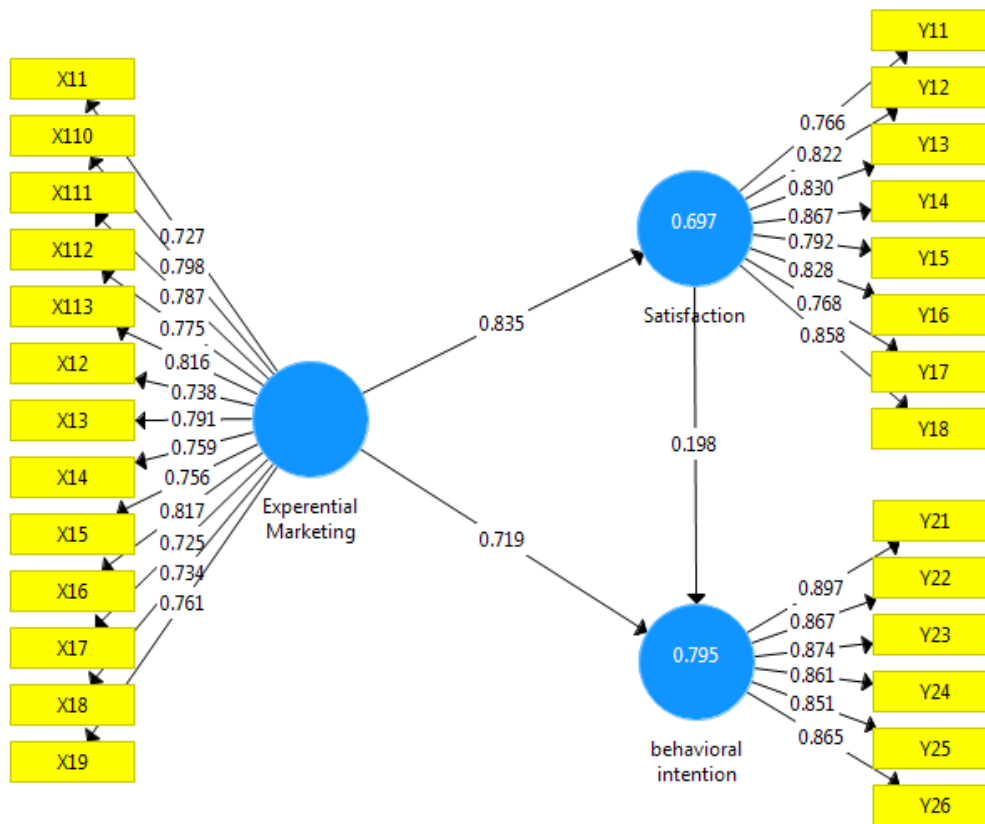 X11
X110
X111
X112
X113
X12
X13
X14
X15
X16
X17
X18
X19
0.727
0.798
0.787
0.775
0.816
0.738
0.791
0.759
0.756
0.817
0.725
0.734
0.761
Experential
Marketing
0.835
0.719
0.697
Satisfaction
0.198
0.795
behavioral
intention
0.766
0.822
0.830
0.867
0.792
0.828
0.768
0.858
Y11
Y12
Y13
Y14
Y15
Y16
Y17
Y18
0.897
0.867
0.874
0.861
0.851
0.865
Y21
Y22
Y23
Y24
Y25
Y26